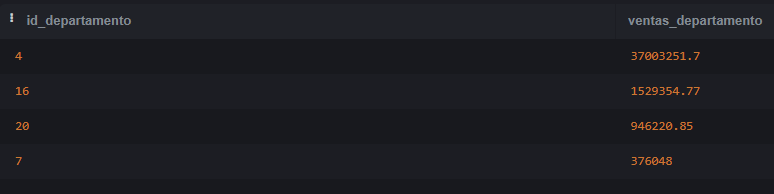 id_departamento ventas_departamento
4 37003251.7
16 1529354.77
20 946220.85
7 376048